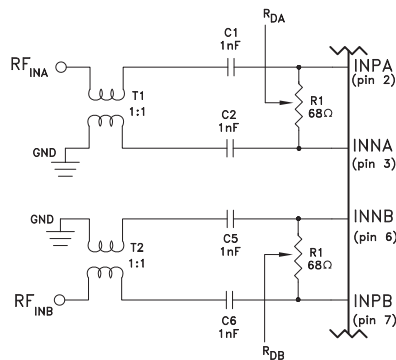 R_DA
C1
1nF
RF_INA
INPA
(pin 2)
T1
1:1
R1
68Ω
C2
1nF
GND
INNA
(pin 3)
GND
INNB
(pin 6)
C5
1nF
T2
1:1
R1
68Ω
RF_INB
INPB
(pin 7)
C6
1nF
R_DB